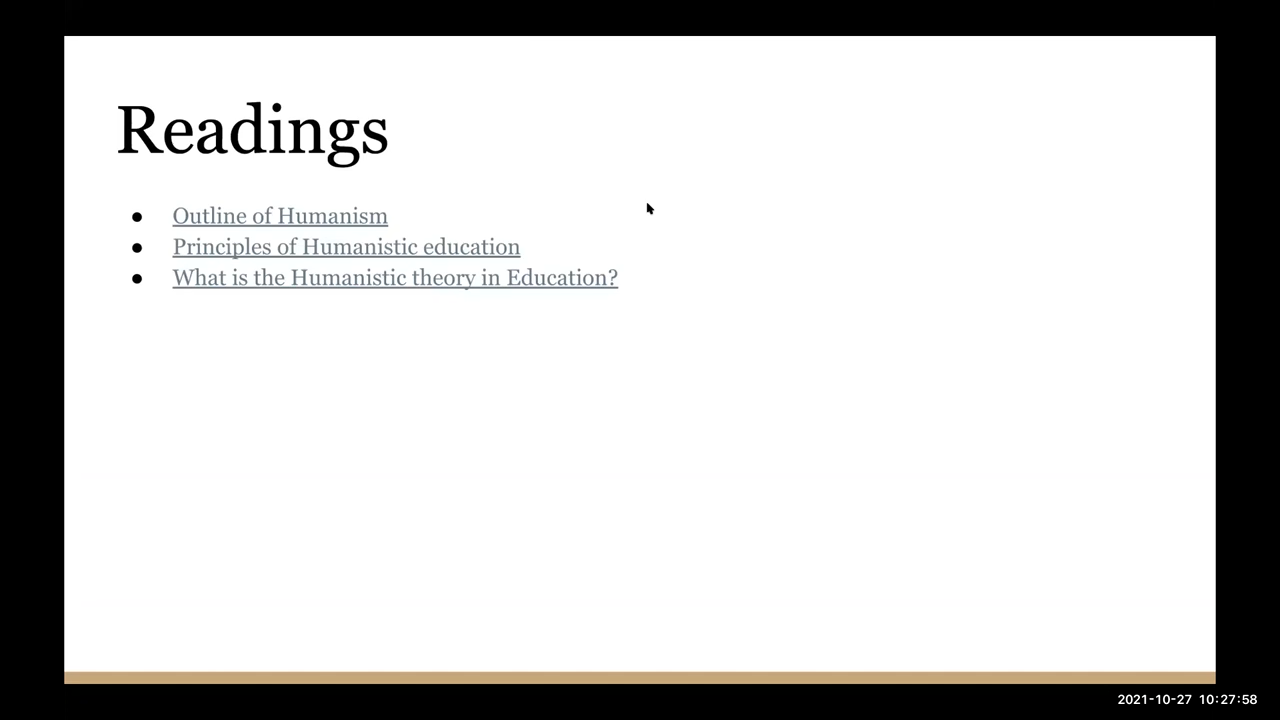 Readings
● Outline of Humanism
● Principles of Humanistic education
● What is the Humanistic theory in Education?
2021-10-27 10:27:58